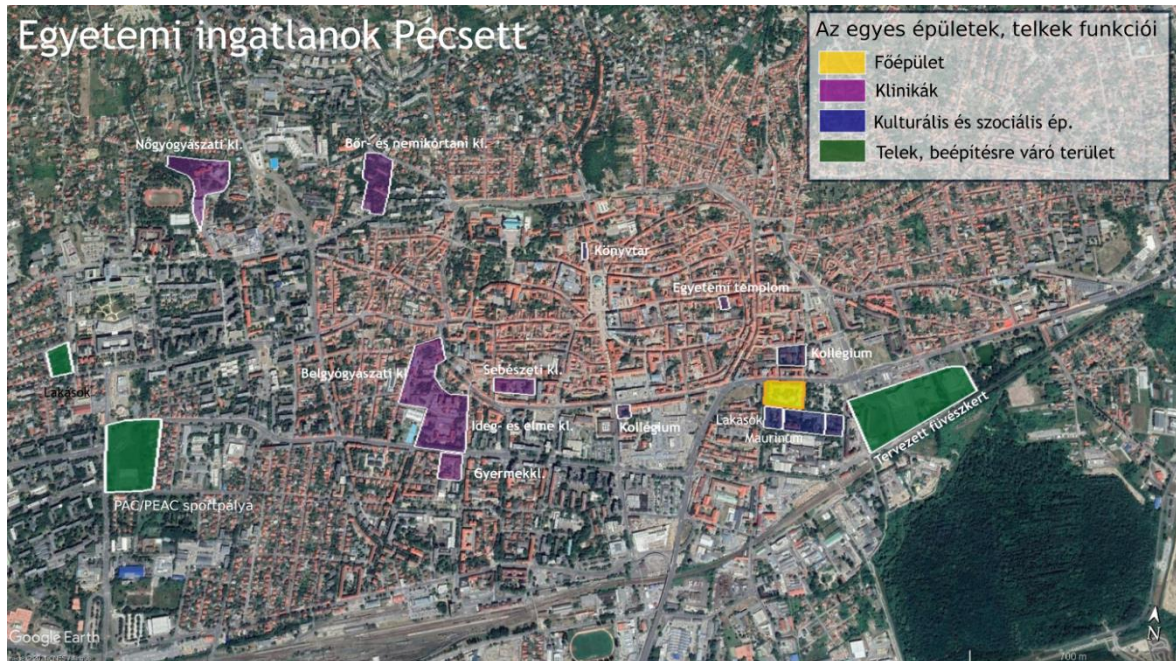 Egyetemi ingatlanok Pécsett
Az egyes épületek, telkek funkciói
Főépület
Klinikák
Kulturális és szociális ép.
Telek, beépítésre váró terület
Nőgyógyászati kl.
Bőr- és nemikórtani kl.
Könyvtár
Egyetemi templom
Kollégium
Lakások
Belgyógyászati kl.
Sebészeti kl.
Ideg- és elme kl.
Kollégium
Lakások
Maurinum
Tervezett füvészkert
Gyermekkl.
PAC/PEAC sportpálya
Google Earth
700 m
N